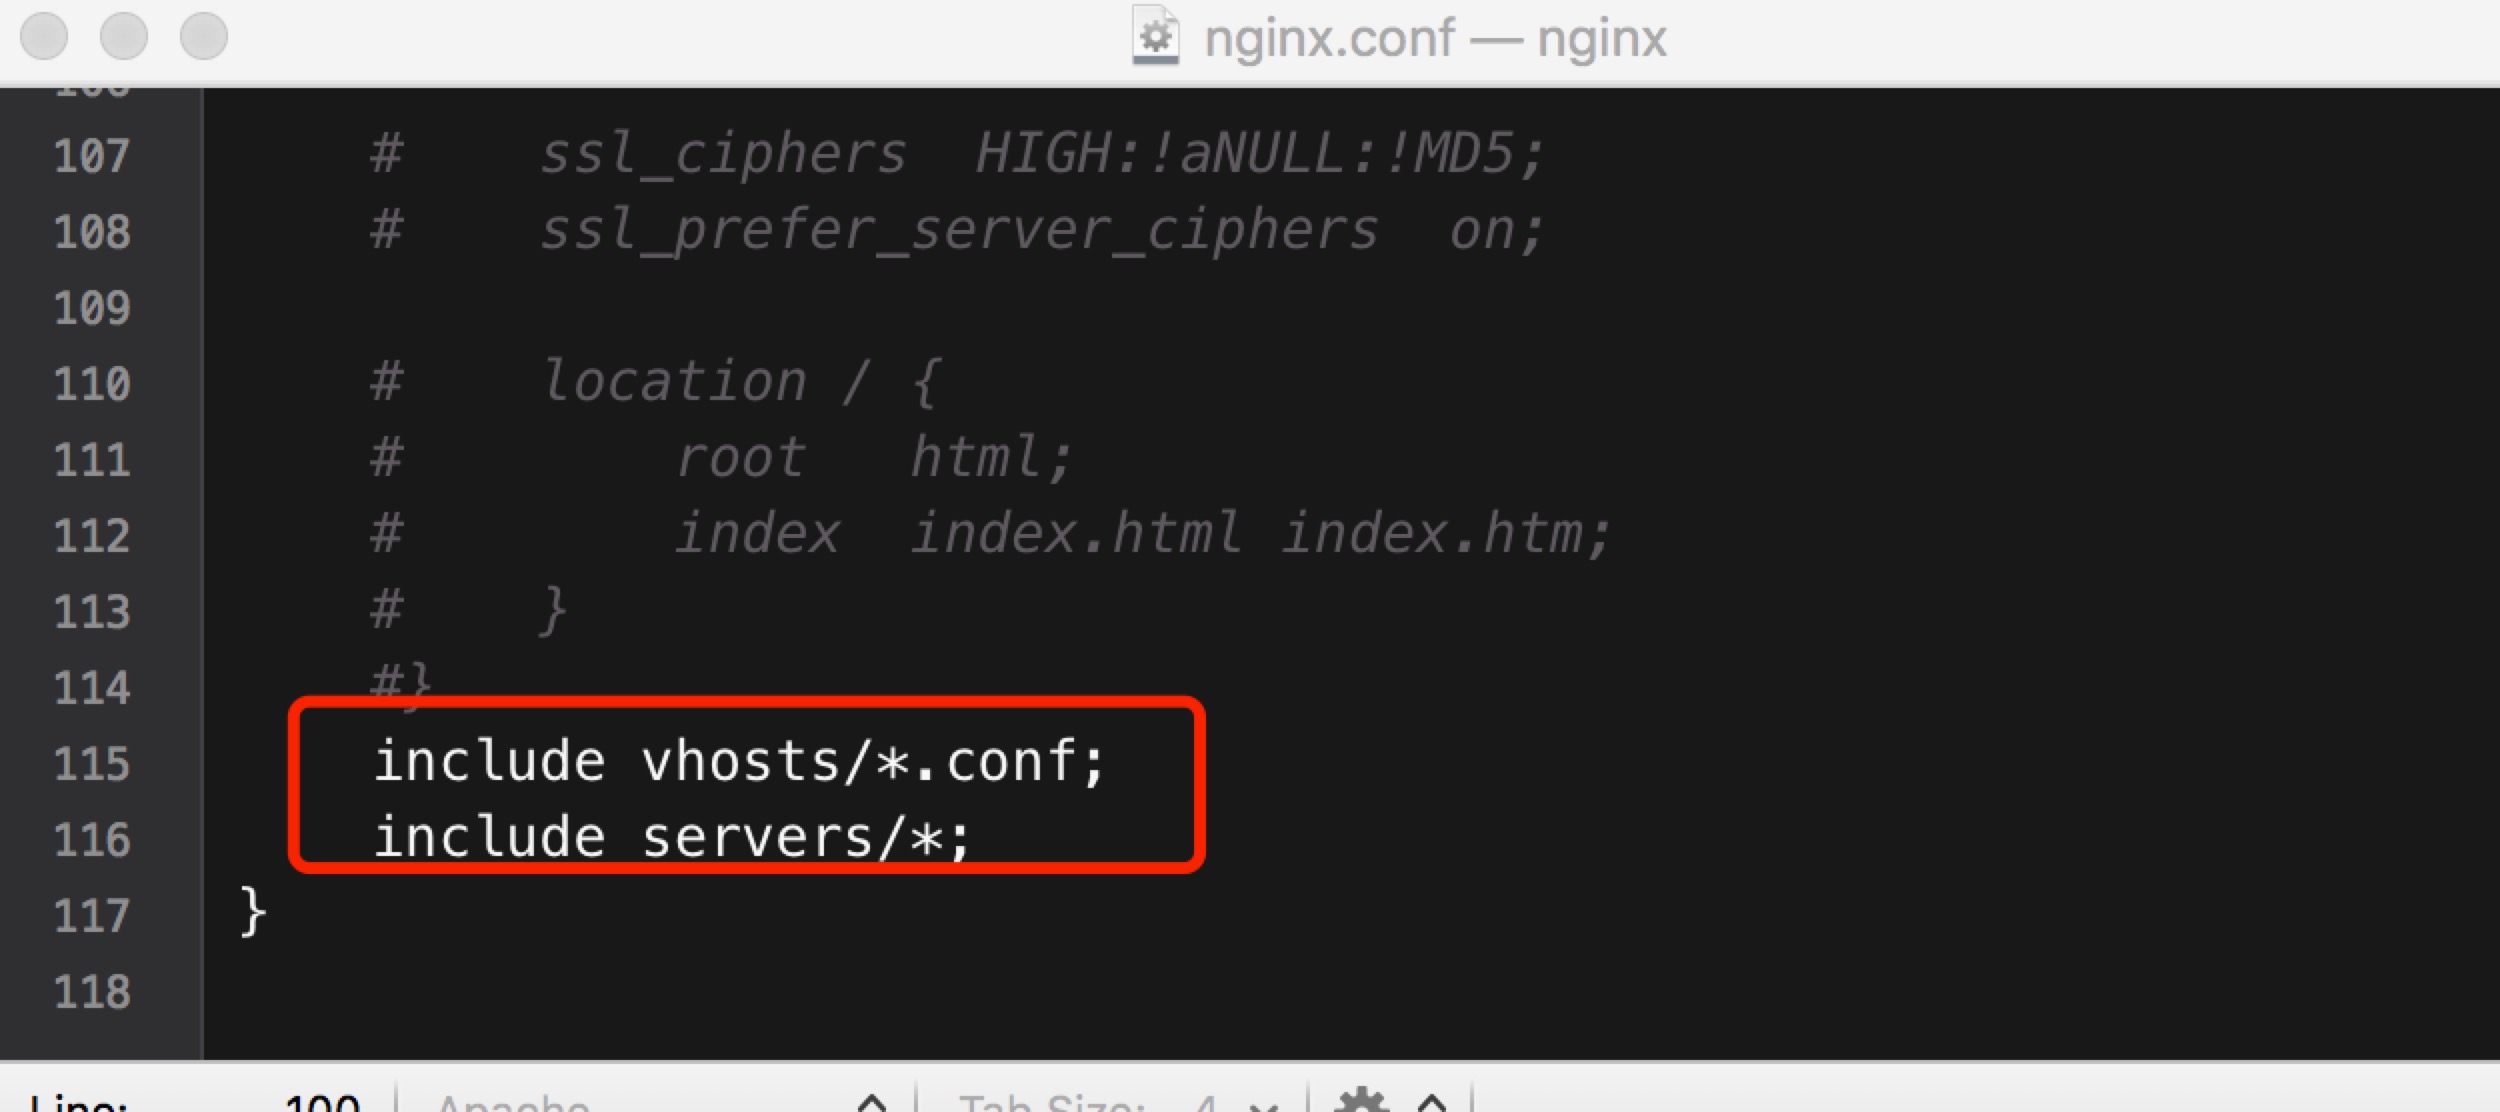 nginx.conf — nginx
107 # ssl_ciphers HIGH:!aNULL:!MD5;
108 # ssl_prefer_server_ciphers on;
109
110 # location / {
111 # root html;
112 # index index.html index.htm;
113 # }
114 #}
115 include vhosts/*.conf;
116 include servers/*;
117 }
118
Line: 100 Apache Tab Size: 4